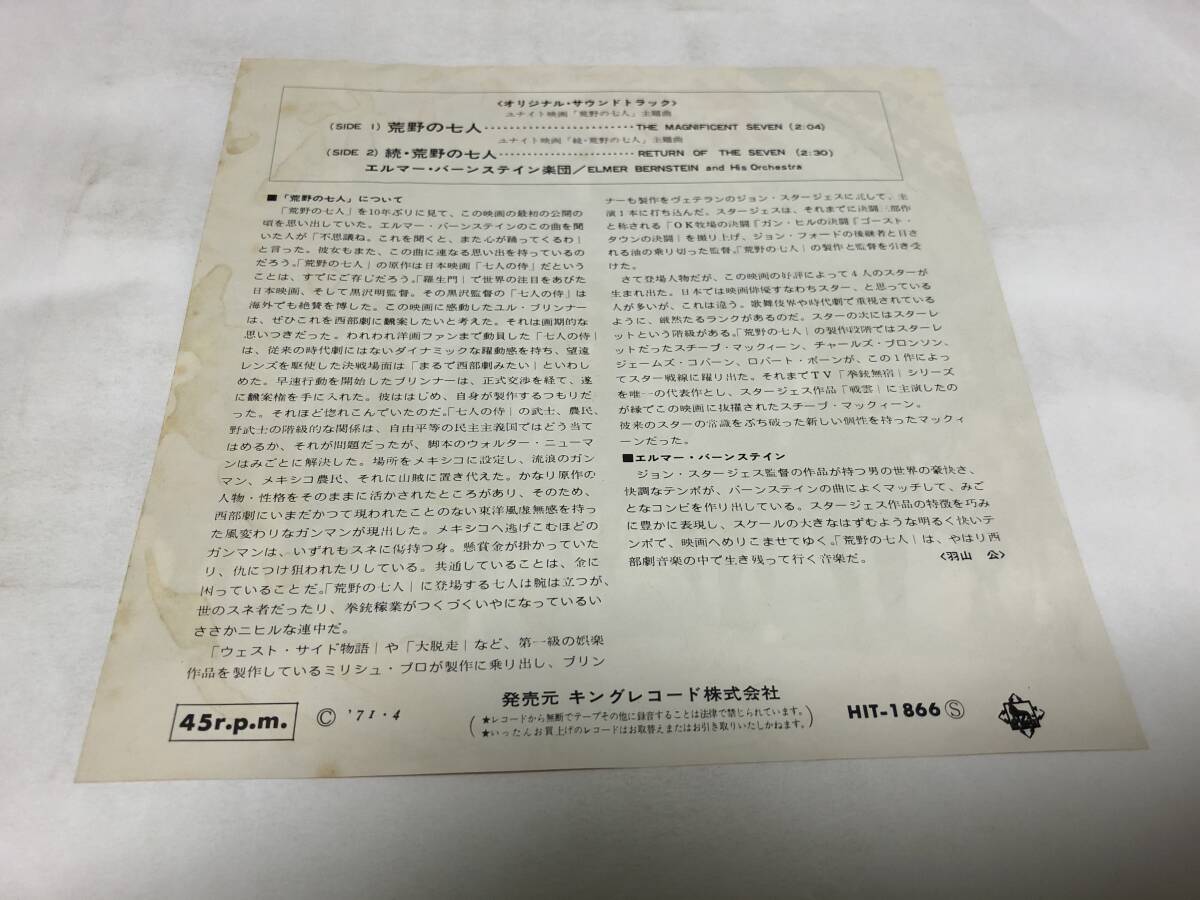 〈オリジナル・サウンドトラック〉
ユナイト映画「荒野の七人」主題曲
(SIDE 1) 荒野の七人························THE MAGNIFICENT SEVEN (2:04)
ユナイト映画「続・荒野の七人」主題曲
(SIDE 2) 続・荒野の七人······················RETURN OF THE SEVEN (2:30)
エルマー・バーンステイン楽団/ELMER BERNSTEIN and His Orchestra
■「荒野の七人」について
「荒野の七人」を10年ぶりに見て、この映画の最初の公開の
頃を思い出していた。エルマー・バーンステインのこの曲を聞
いた人が「不思議ね。これを聞くと、また心が踊ってくるわ」
と言った。彼女もまた、この曲に連なる思い出を持っているの
だろう。「荒野の七人」の原作は日本映画「七人の侍」だという
ことは、すでにご存じだろう。「羅生門」で世界の注目をあびた
日本映画、そして黒沢明監督。その黒沢監督の「七人の侍」は
海外でも絶賛を博した。この映画に感動したユル・ブリンナー
は、ぜひこれを西部劇に翻案したいと考えた。それは画期的な
思いつきだった。われわれ洋画ファンまで動員した「七人の侍」
は、従来の時代劇にはないダイナミックな躍動感を持ち、望遠
レンズを駆使した決戦場面は「まるで西部劇みたい」といわし
めた。早速行動を開始したブリンナーは、正式交渉を経て、遂
に翻案権を手に入れた。彼ははじめ、自身が製作するつもりだ
った。それほど惚れこんでいたのだ。「七人の侍」の武士、農民、
野武士の階級的な関係は、自由平等の民主主義国ではどう当て
はめるか、それが問題だったが、脚本のウォルター・ニューマ
ンはみごとに解決した。場所をメキシコに設定し、流浪のガン
マン、メキシコ農民、それに山賊に置き代えた。かなり原作の
人物・性格をそのままに活かされたところがあり、そのため、
西部劇にいまだかつて現われたことのない東洋風虚無感を持っ
た風変わりなガンマンが現出した。メキシコへ逃げこむほどの
ガンマンは、いずれもスネに傷持つ身。懸賞金が掛かっていた
り、仇につけ狙われたりしている。共通していることは、金に
困っていることだ。「荒野の七人」に登場する七人は腕は立つが、
世のスネ者だったり、拳銃稼業がつくづくいやになっているい
ささかニヒルな連中だ。
「ウェスト・サイド物語」や「大脱走」など、第一級の娯楽
作品を製作しているミリシュ・プロが製作に乗り出し、ブリン
ナーも製作をヴェテランのジョン・スタージェスに託して、主
演1本に打ち込んだ。スタージェスは、それまでに決闘三部作
と称される「OK牧場の決闘『ガン・ヒルの決闘『ゴースト・
タウンの決闘」を撮り上げ、ジョン・フォードの後継者と目さ
れる油の乗り切った監督。「荒野の七人」の製作と監督を引き受
けた。
さて登場人物だが、この映画の好評によって4人のスターが
生まれ出た。日本では映画俳優すなわちスター、と思っている
人が多いが、これは違う。歌舞伎界や時代劇で重視されている
ように、厳然たるランクがあるのだ。スターの次にはスターレ
ットという階級がある。「荒野の七人」の製作段階ではスターレ
ットだったスチーブ・マックィーン、チャールズ・ブロンソン、
ジェームズ・コバーン、ロバート・ボーンが、この1作によっ
てスター戦線に躍り出た。それまでTV「拳銃無宿」シリーズ
を唯一の代表作とし、スタージェス作品「戦雲」に主演したの
が縁でこの映画に抜擢されたスチーブ・マックィーン。
彼来のスターの常識をぶち破った新しい個性を持ったマックィ
ーンだった。
■エルマー・バーンステイン
ジョン・スタージェス監督の作品が持つ男の世界の豪快さ、
快調なテンポが、バーンステインの曲によくマッチして、みご
となコンビを作り出している。スタージェス作品の特徴を巧み
に豊かに表現し、スケールの大きなはずむような明るく快いテ
ンポで、映画へめりこませてゆく。「荒野の七人」は、やはり西
部劇音楽の中で生き残って行く音楽だ。
〈羽山 公〉
45r.p.m.
Ⓒ '71・4
発売元 キングレコード株式会社
(★レコードから無断でテープその他に録音することは法律で禁じられています。
★いったんお買上げのレコードはお取替えまたはお引き取りいたしかねます。)
HIT-1866Ⓢ